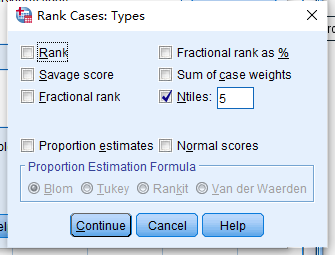 Rank Cases: Types
Rank
Fractional rank as %
Savage score
Sum of case weights
Fractional rank
Ntiles: 5
Proportion estimates
Normal scores
Proportion Estimation Formula
Blom Tukey Rankit Van der Waerden
Continue Cancel Help